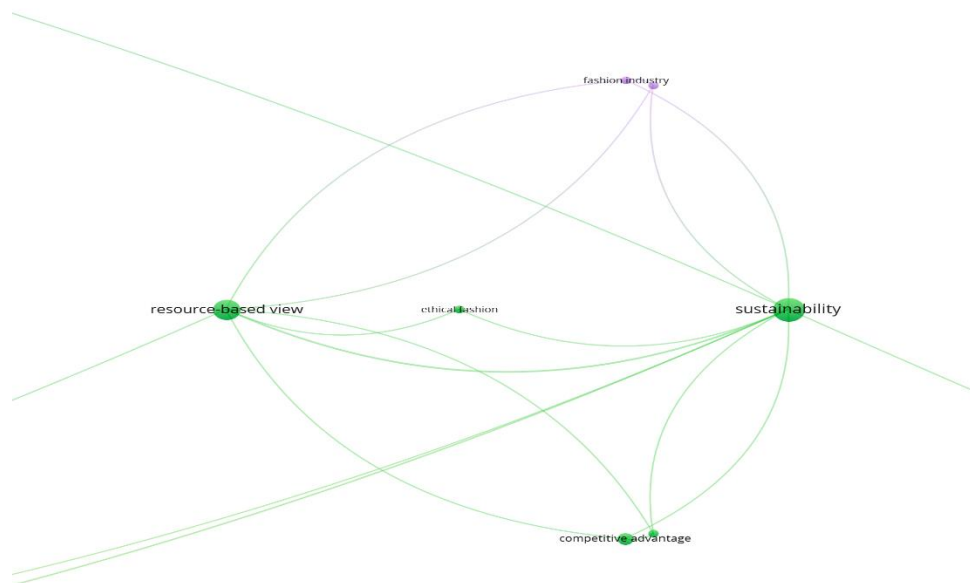 fashion industry
resource-based view
ethical fashion
sustainability
competitive advantage